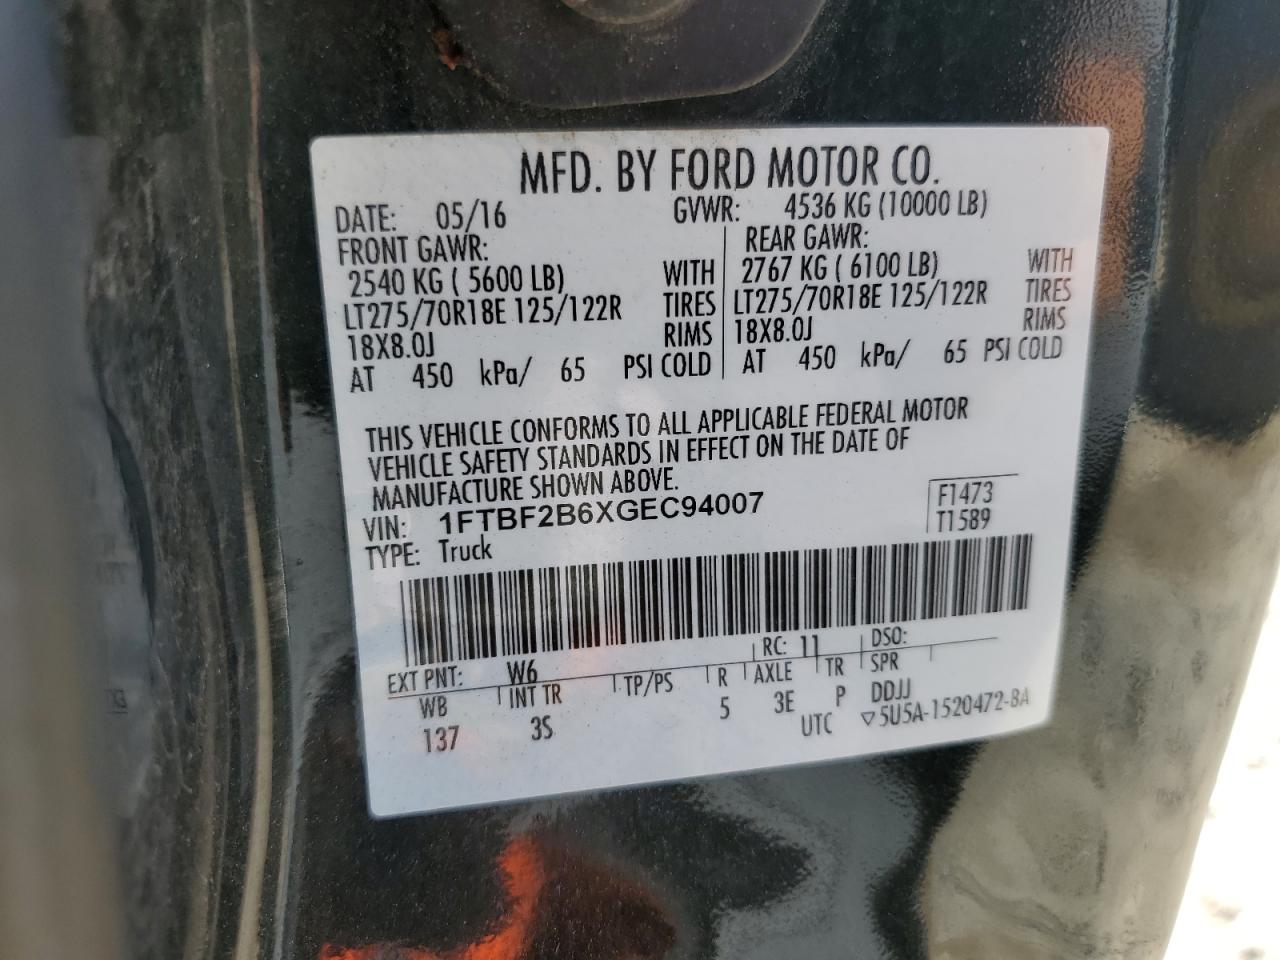 MFD. BY FORD MOTOR CO.
DATE: 05/16 GVWR: 4536 KG (10000 LB)
FRONT GAWR: REAR GAWR:
2540 KG ( 5600 LB) WITH 2767 KG ( 6100 LB) WITH
LT275/70R18E 125/122R TIRES LT275/70R18E 125/122R TIRES
18X8.0J RIMS 18X8.0J RIMS
AT 450 kPa/ 65 PSI COLD AT 450 kPa/ 65 PSI COLD
THIS VEHICLE CONFORMS TO ALL APPLICABLE FEDERAL MOTOR
VEHICLE SAFETY STANDARDS IN EFFECT ON THE DATE OF
MANUFACTURE SHOWN ABOVE.
VIN: 1FTBF2B6XGEC94007 F1473
TYPE: Truck T1589
EXT PNT: W6 RC: 11 DSO:
WB INT TR TP/PS R AXLE TR SPR
137 3S 5 3E P DDJJ
UTC ▽5U5A-1520472-BA